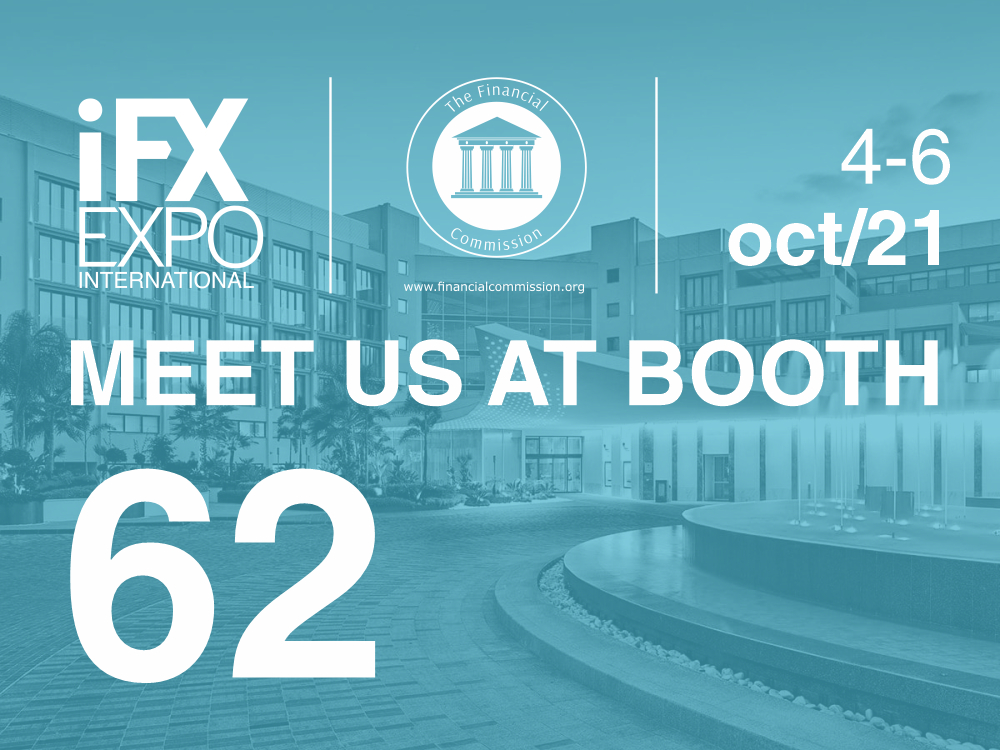 iFX
EXPO
INTERNATIONAL
The Financial
Commission
www.financialcommission.org
4-6
oct/21
MEET US AT BOOTH
62